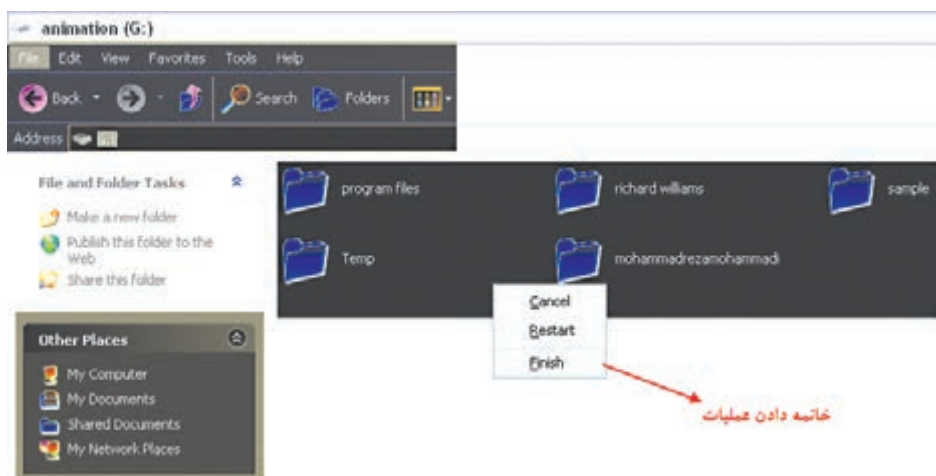 animation (G:)
File Edit View Favorites Tools Help
Back Search Folders
Address
File and Folder Tasks
Make a new folder
Publish this folder to the
Web
Share this folder
program files richard williams sample
Temp mohammadrezamohammadi
Cancel
Restart
Finish
خاتمه دادن عملیات
Other Places
My Computer
My Documents
Shared Documents
My Network Places